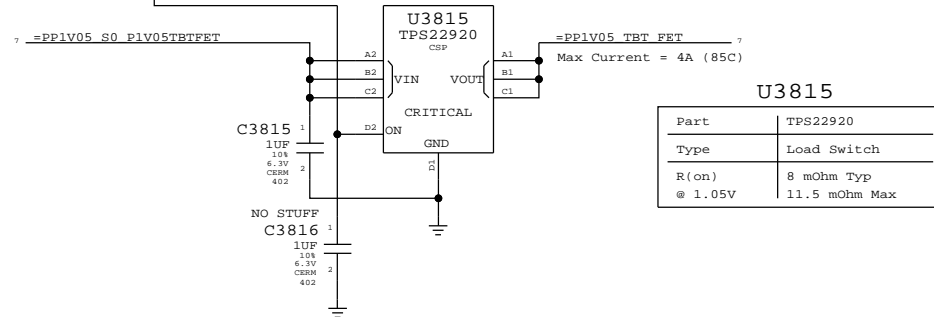 U3815
TPS22920
CSP
7 =PP1V05_S0_P1V05TBTFET
=PP1V05_TBT_FET 7
Max Current = 4A (85C)
A2
A1
B2
VIN
VOUT
B1
C2
C1
CRITICAL
D2
ON
GND
D1
C3815 1
1UF
10%
6.3V
CERM
402
2
NO STUFF
C3816 1
1UF
10%
6.3V
CERM
402
2
U3815
Part TPS22920
Type Load Switch
R(on) 8 mOhm Typ
@ 1.05V 11.5 mOhm Max